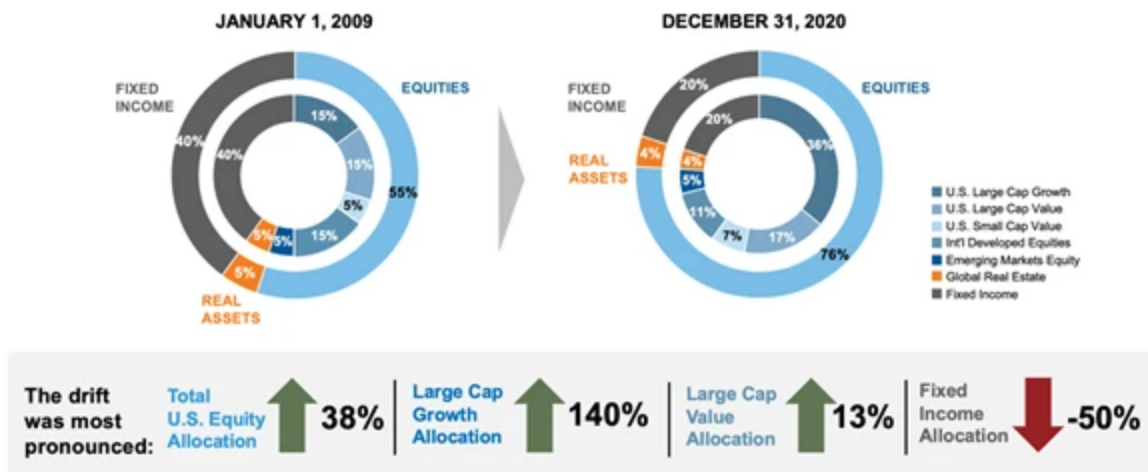 JANUARY 1, 2009
FIXED
INCOME
EQUITIES
40%
40%
15%
15%
5%
15%
5%
5%
5%
55%
REAL
ASSETS
DECEMBER 31, 2020
FIXED
INCOME
EQUITIES
20%
20%
36%
4%
4%
5%
11%
7%
17%
76%
REAL
ASSETS
U.S. Large Cap Growth
U.S. Large Cap Value
U.S. Small Cap Value
Int'l Developed Equities
Emerging Markets Equity
Global Real Estate
Fixed Income
The drift
was most
pronounced:
Total
U.S. Equity
Allocation
38%
Large Cap
Growth
Allocation
140%
Large Cap
Value
Allocation
13%
Fixed
Income
Allocation
-50%